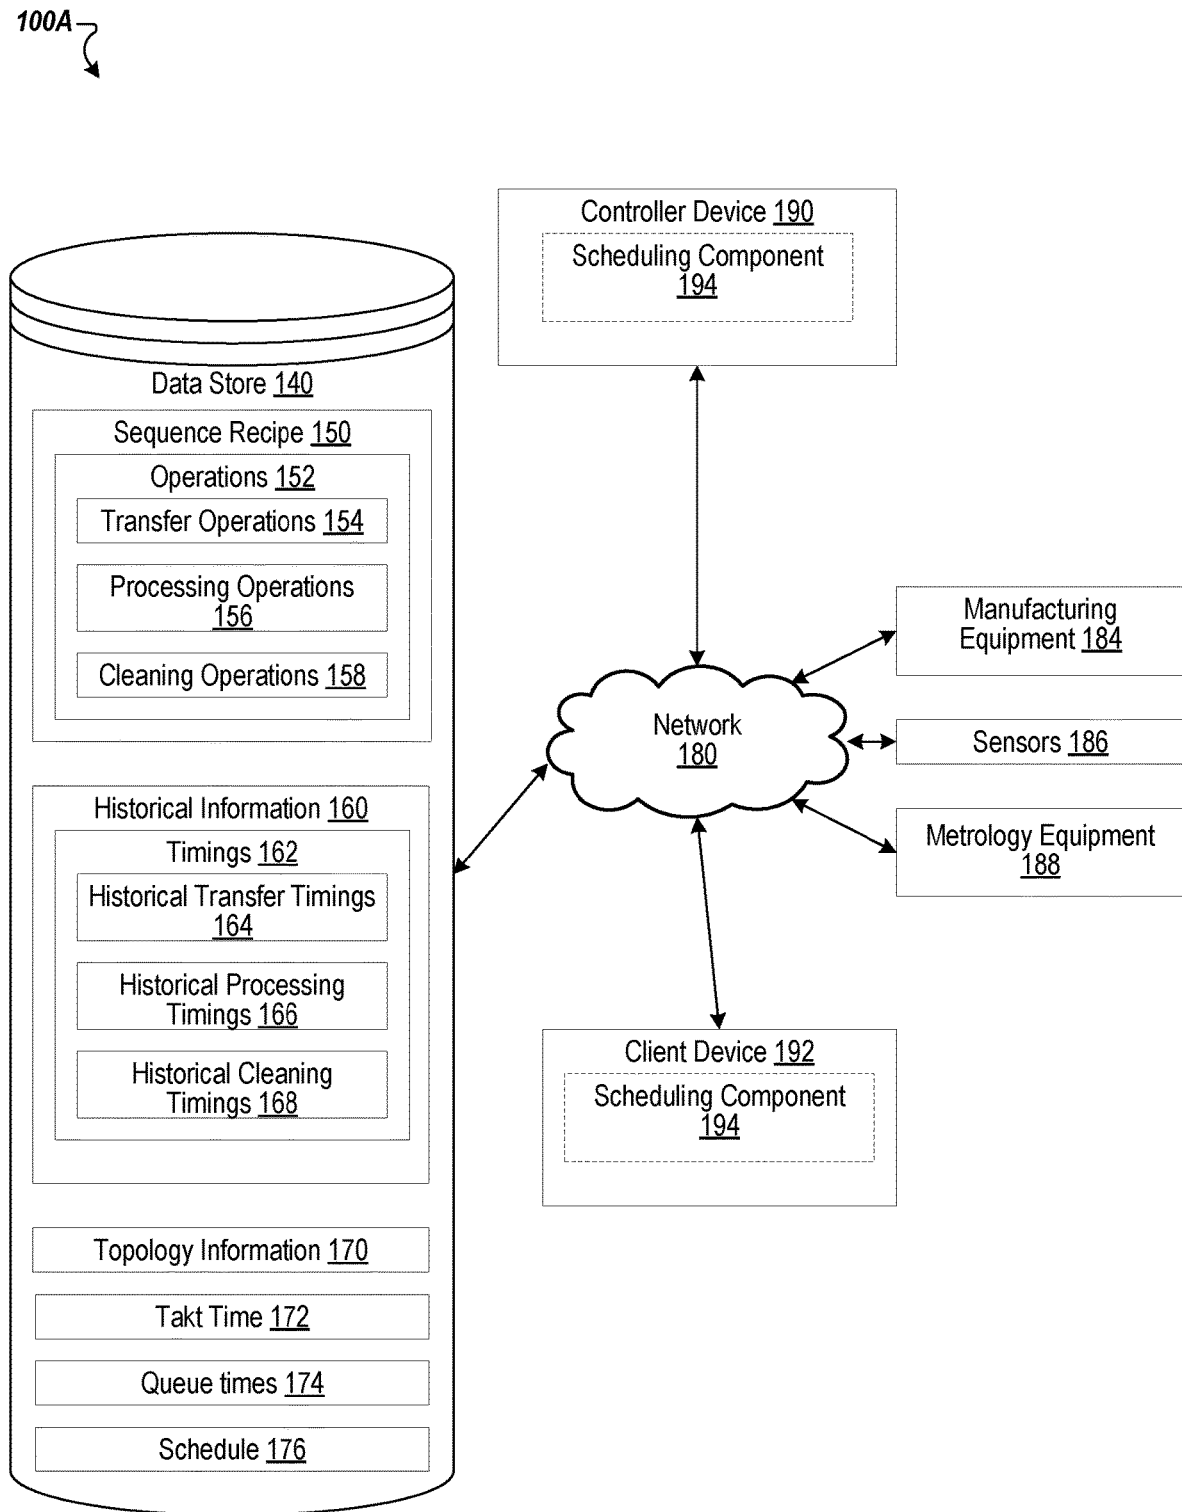 100A
Controller Device 190
Scheduling Component
194
Data Store 140
Sequence Recipe 150
Operations 152
Transfer Operations 154
Processing Operations
156
Cleaning Operations 158
Historical Information 160
Timings 162
Historical Transfer Timings
164
Historical Processing
Timings 166
Historical Cleaning
Timings 168
Topology Information 170
Takt Time 172
Queue times 174
Schedule 176
Network
180
Manufacturing
Equipment 184
Sensors 186
Metrology Equipment
188
Client Device 192
Scheduling Component
194